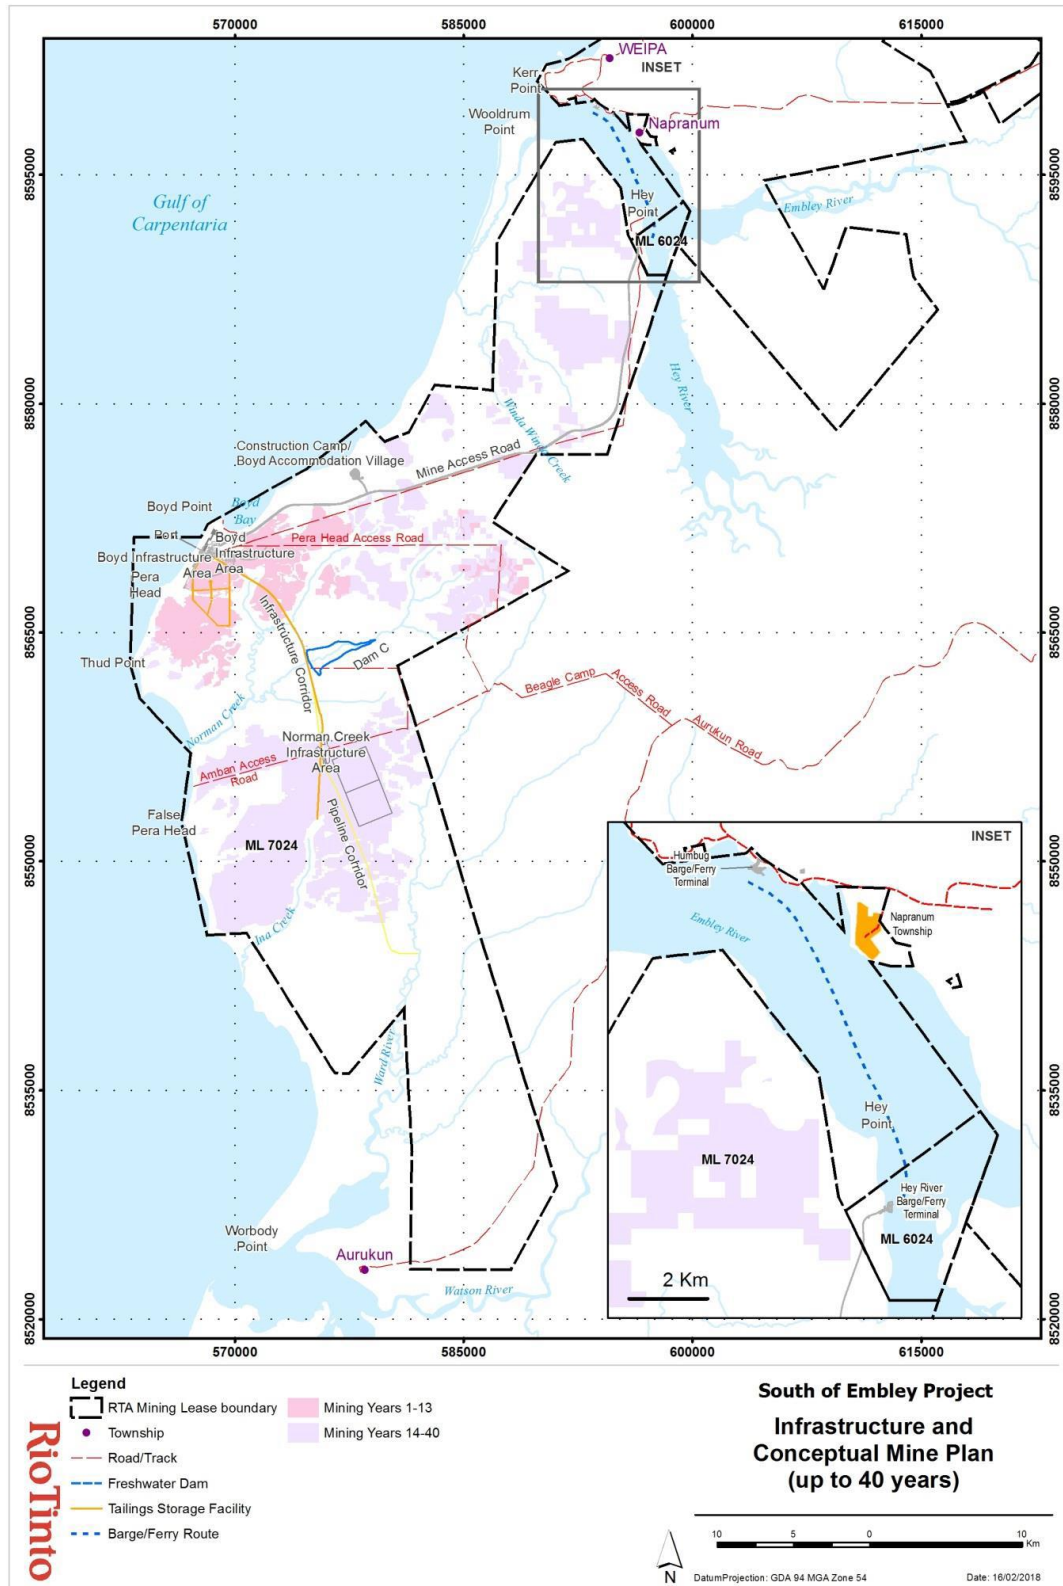 570000
585000
600000
615000
WEIPA
INSET
Kerr
Point
Wooldrum
Point
Napranum
8595000
8595000
Gulf of
Carpentaria
Hey
Point
Embley River
ML 6024
Hey River
8580000
8580000
Winda Winda Creek
Construction Camp/
Boyd Accommodation Village
Mine Access Road
Boyd Point
Boyd
Bay
Port
Boyd
Infrastructure
Area
Boyd Infrastructure
Area
Pera Head Access Road
Pera
Head
Infrastructure Corridor
8565000
8565000
Thud Point
Dam C
Norman Creek
Beagle Camp
Access Road
Aurukun Road
Norman Creek
Infrastructure
Area
Amban Access
Road
False
Pera Head
Pipeline Corridor
ML 7024
8550000
8550000
Ina Creek
Ward River
8535000
8535000
Worbody
Point
Aurukun
Watson River
8520000
8520000
INSET
Humbug
Barge/Ferry
Terminal
Embley River
Napranum
Township
Hey
Point
ML 7024
Hey River
Barge/Ferry
Terminal
ML 6024
2 Km
570000
585000
600000
615000
Legend
RTA Mining Lease boundary
Township
Road/Track
Freshwater Dam
Tailings Storage Facility
Barge/Ferry Route
Mining Years 1-13
Mining Years 14-40
RioTinto
South of Embley Project
Infrastructure and
Conceptual Mine Plan
(up to 40 years)
10
5
0
10
Km
N
DatumProjection: GDA 94 MGA Zone 54
Date: 16/02/2018